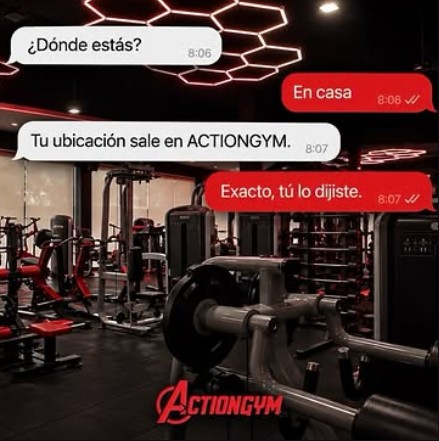 ¿Dónde estás?
8:06
En casa
8:06
Tu ubicación sale en ACTIONGYM.
8:07
Exacto, tú lo dijiste.
8:07
ACTIONGYM